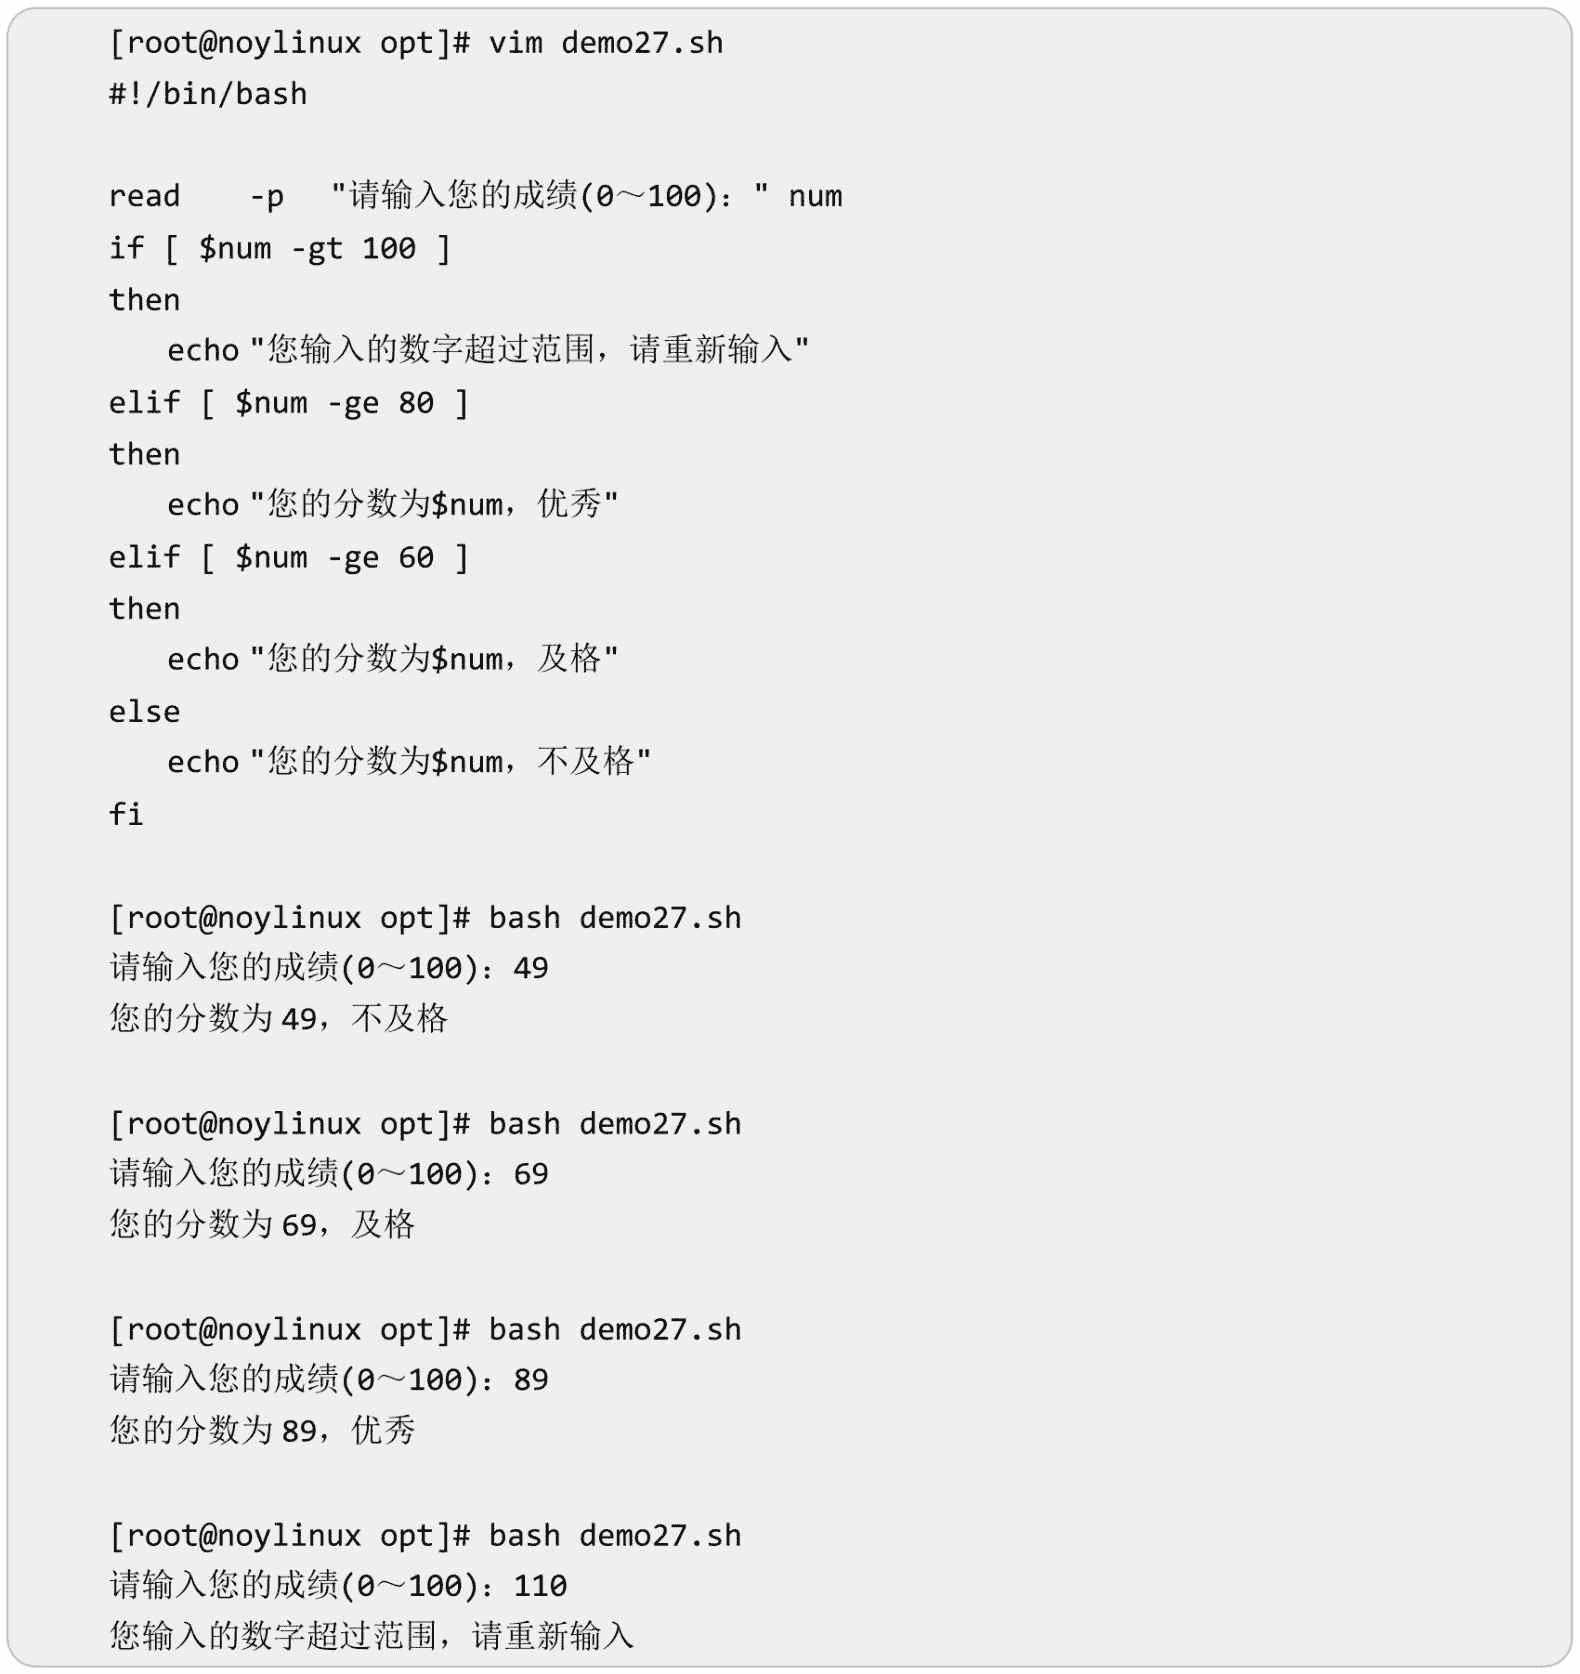 [root@noylinux opt]# vim demo27.sh
#!/bin/bash
read    -p   "请输入您的成绩(0～100)：" num
if [ $num -gt 100 ]
then
    echo "您输入的数字超过范围，请重新输入"
elif [ $num -ge 80 ]
then
    echo "您的分数为$num，优秀"
elif [ $num -ge 60 ]
then
    echo "您的分数为$num，及格"
else
    echo "您的分数为$num，不及格"
fi
[root@noylinux opt]# bash demo27.sh
请输入您的成绩(0～100)：49
您的分数为 49，不及格
[root@noylinux opt]# bash demo27.sh
请输入您的成绩(0～100)：69
您的分数为 69，及格
[root@noylinux opt]# bash demo27.sh
请输入您的成绩(0～100)：89
您的分数为 89，优秀
[root@noylinux opt]# bash demo27.sh
请输入您的成绩(0～100)：110
您输入的数字超过范围，请重新输入